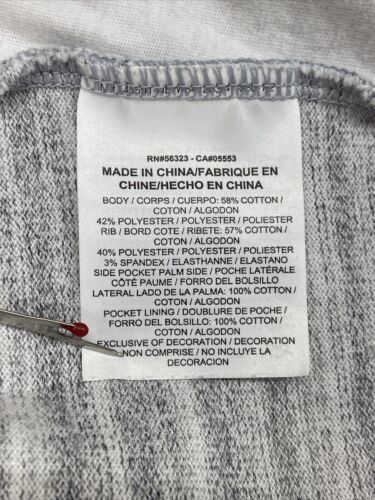 RN#56323 - CA#05553
MADE IN CHINA/FABRIQUE EN
CHINE/HECHO EN CHINA
BODY / CORPS / CUERPO: 58% COTTON /
COTON / ALGODON
42% POLYESTER / POLYESTER / POLIESTER
RIB / BORD COTE / RIBETE: 57% COTTON /
COTON / ALGODON
40% POLYESTER / POLYESTER / POLIESTER
3% SPANDEX / ELASTHANNE / ELASTANO
SIDE POCKET PALM SIDE / POCHE LATÉRALE
CÔTÉ PAUME / FORRO DEL BOLSILLO
LATERAL LADO DE LA PALMA: 100% COTTON /
COTON / ALGODON
POCKET LINING / DOUBLURE DE POCHE /
FORRO DEL BOLSILLO: 100% COTTON /
COTON / ALGODON
EXCLUSIVE OF DECORATION / DECORATION
NON COMPRISE / NO INCLUYE LA
DECORACION